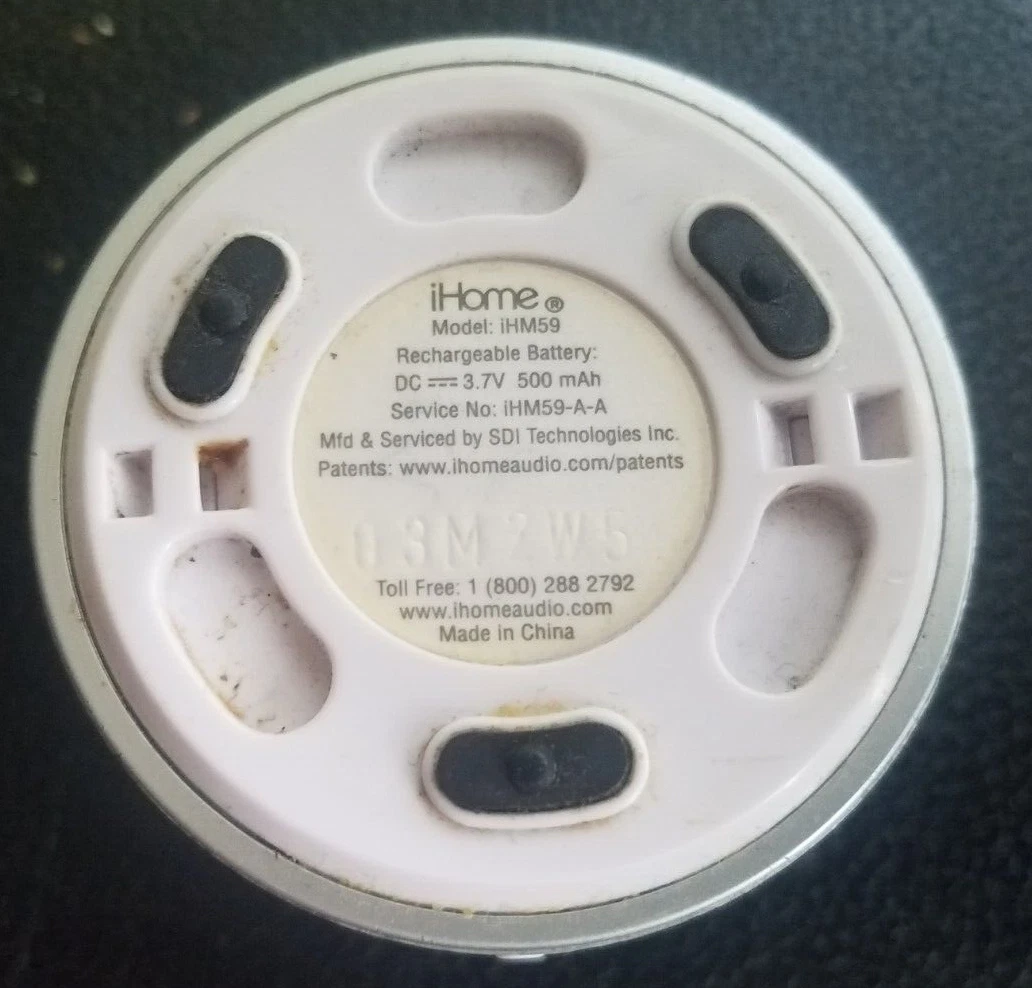 iHome®
Model: iHM59
Rechargeable Battery:
DC ⎓ 3.7V 500 mAh
Service No: iHM59-A-A
Mfd & Serviced by SDI Technologies Inc.
Patents: www.ihomeaudio.com/patents
3M2W5
Toll Free: 1 (800) 288 2792
www.ihomeaudio.com
Made in China